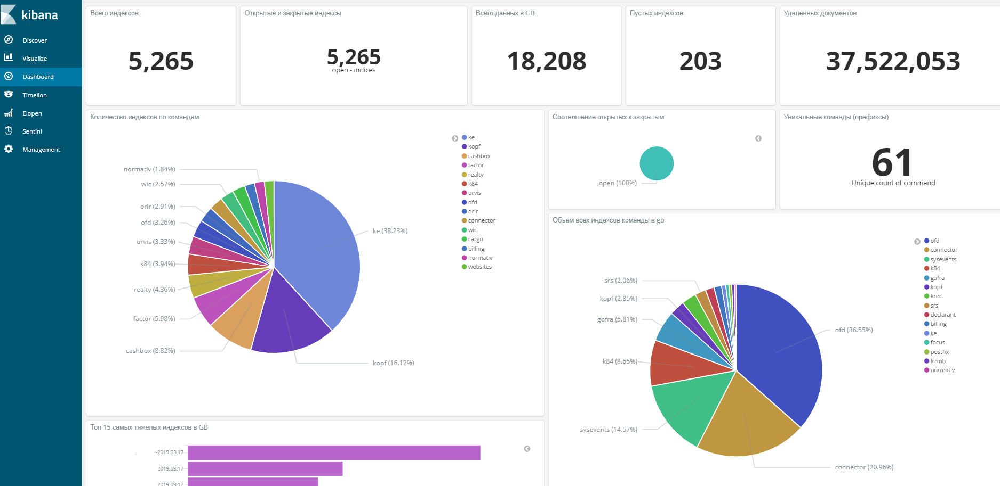 kibana
Discover
Visualize
Dashboard
Timelion
Elopen
Sentinl
Management
Всего индексов
5,265
Открытые и закрытые индексы
5,265
open - indices
Всего данных в GB
18,208
Пустых индексов
203
Удаленных документов
37,522,053
Количество индексов по командам
normativ (1.84%)
wic (2.57%)
orir (2.91%)
ofd (3.26%)
orvis (3.33%)
k84 (3.94%)
realty (4.36%)
factor (5.98%)
cashbox (8.82%)
ke (38.23%)
kopf (16.12%)
ke
kopf
cashbox
factor
realty
k84
orvis
ofd
orir
connector
wic
cargo
billing
normativ
websites
Соотношение открытых к закрытым
open (100%)
Уникальные команды (префиксы)
61
Unique count of command
Объем всех индексов команды в gb
srs (2.06%)
kopf (2.85%)
gofra (5.81%)
k84 (8.65%)
sysevents (14.57%)
ofd (36.55%)
connector (20.96%)
ofd
connector
sysevents
k84
gofra
kopf
krec
srs
declarant
billing
ke
focus
postfix
kemb
normativ
Топ 15 самых тяжелых индексов в GB
-2019.03.17
2019.03.17
2019.03.17